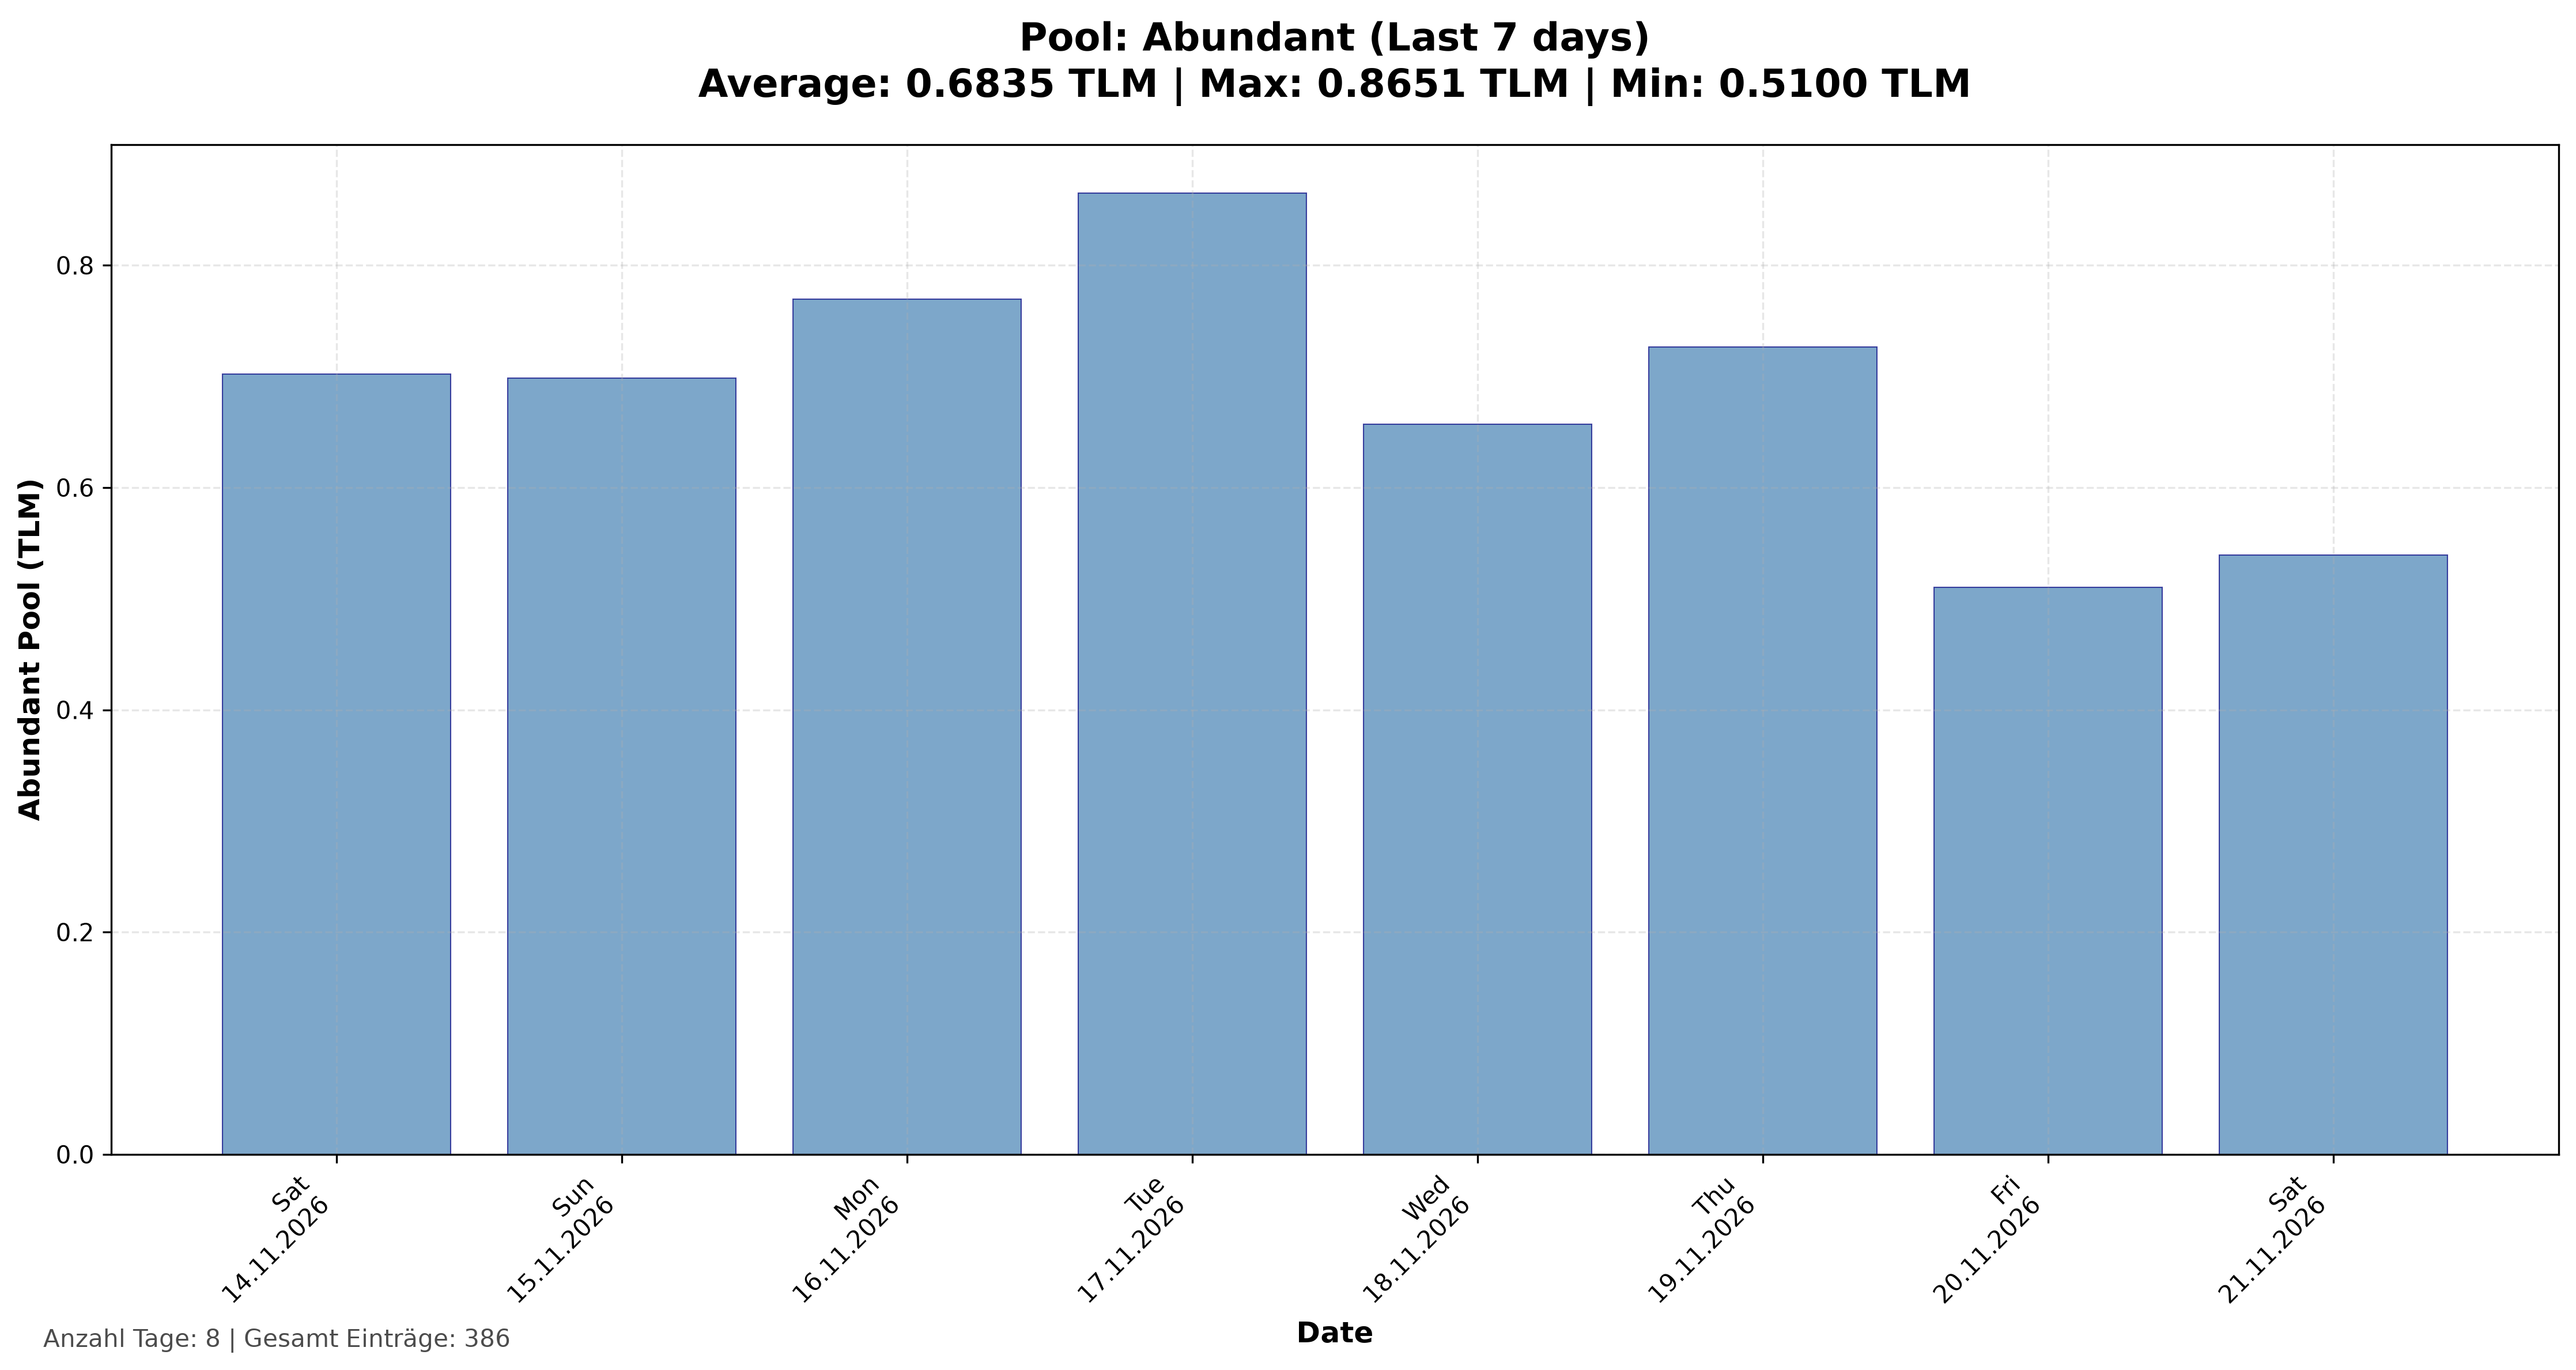 Pool: Abundant (Last 7 days)
Average: 0.6835 TLM | Max: 0.8651 TLM | Min: 0.5100 TLM
Abundant Pool (TLM)
0.8
0.6
0.4
0.2
0.0
Sat
14.11.2026
Sun
15.11.2026
Mon
16.11.2026
Tue
17.11.2026
Wed
18.11.2026
Thu
19.11.2026
Fri
20.11.2026
Sat
21.11.2026
Date
Anzahl Tage: 8 | Gesamt Einträge: 386